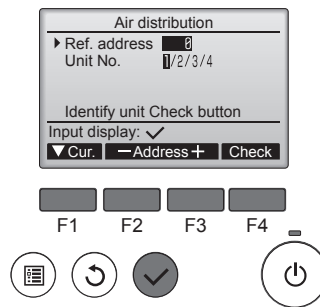 Air distribution
Ref. address 0
Unit No. 1/2/3/4
Identify unit Check button
Input display: ✓
▼Cur. －Address＋ Check
F1 F2 F3 F4